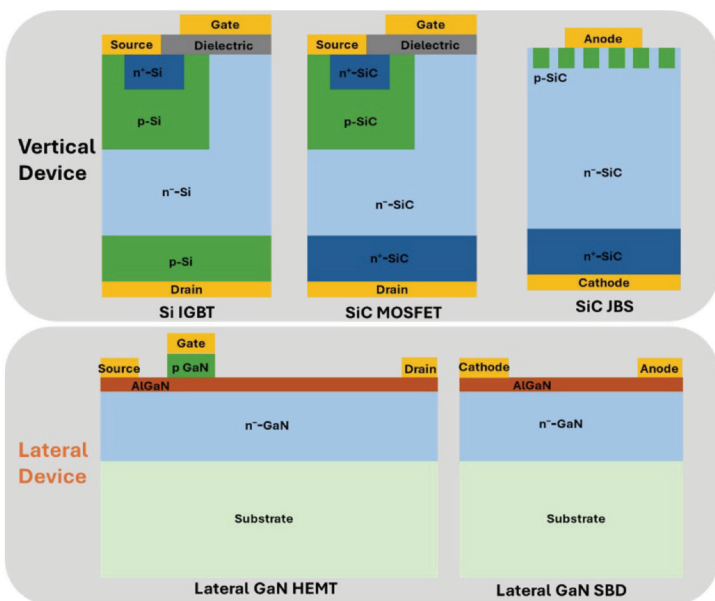 Vertical
Device
Gate
Source
Dielectric
n⁺-Si
p-Si
n⁻-Si
p-Si
Drain
Si IGBT
Gate
Source
Dielectric
n⁺-SiC
p-SiC
n⁻-SiC
n⁺-SiC
Drain
SiC MOSFET
Anode
p-SiC
n⁻-SiC
n⁺-SiC
Cathode
SiC JBS
Lateral
Device
Gate
Source
p GaN
Drain
AlGaN
n⁻-GaN
Substrate
Lateral GaN HEMT
Cathode
Anode
AlGaN
n⁻-GaN
Substrate
Lateral GaN SBD